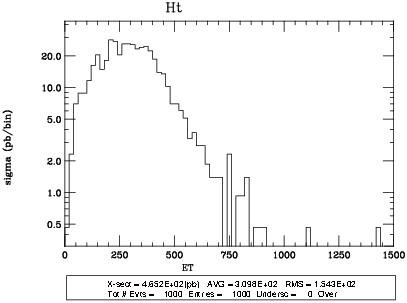 Ht
sigma (pb/bin)
20.0
10.0
5.0
2.0
1.0
0.5
0 250 500 750 1000 1250 1500
ET
X-sect = 4.652E+02(pb) AVG = 3.098E+02 RMS = 1.543E+02
Tot # Evts = 1000 Entries = 1000 Undersc = 0 Over